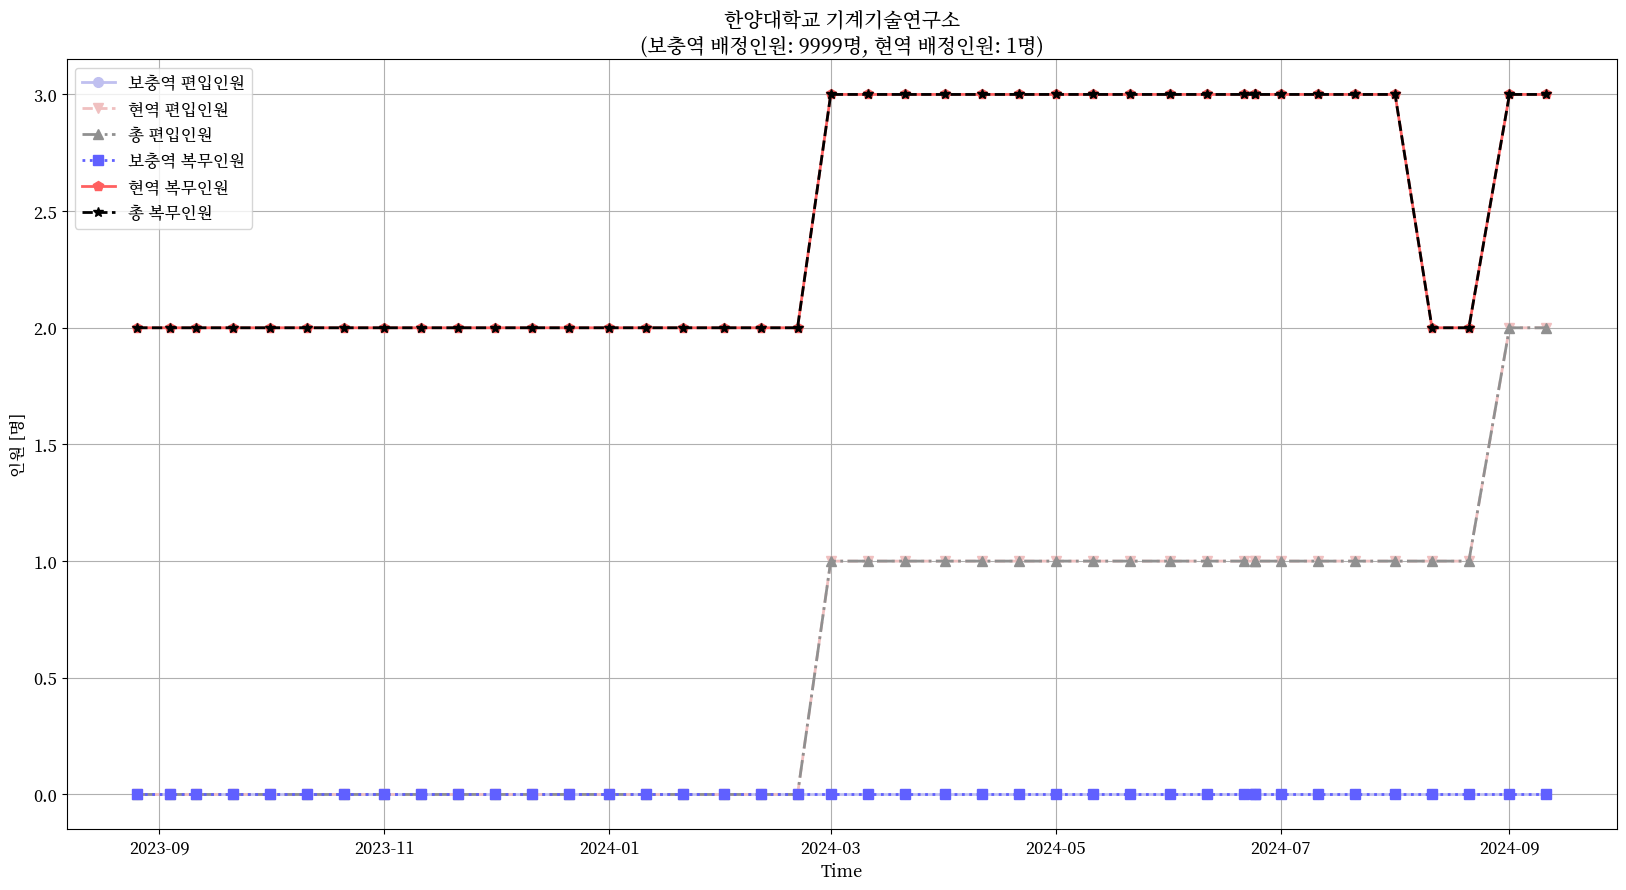 한양대학교 기계기술연구소
(보충역 배정인원: 9999명, 현역 배정인원: 1명)
보충역 편입인원
현역 편입인원
총 편입인원
보충역 복무인원
현역 복무인원
총 복무인원
3.0
2.5
2.0
1.5
1.0
0.5
0.0
인원 [명]
2023-09
2023-11
2024-01
2024-03
2024-05
2024-07
2024-09
Time